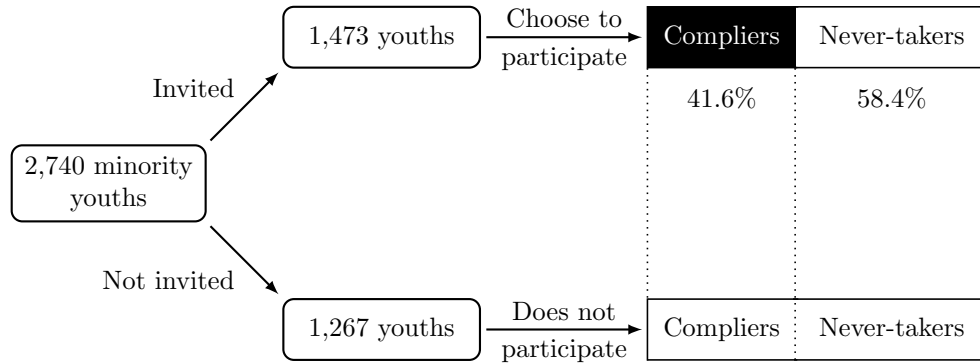 1,473 youths
Choose to
participate
Compliers
Never-takers
Invited
41.6%
58.4%
2,740 minority
youths
Not invited
1,267 youths
Does not
participate
Compliers
Never-takers